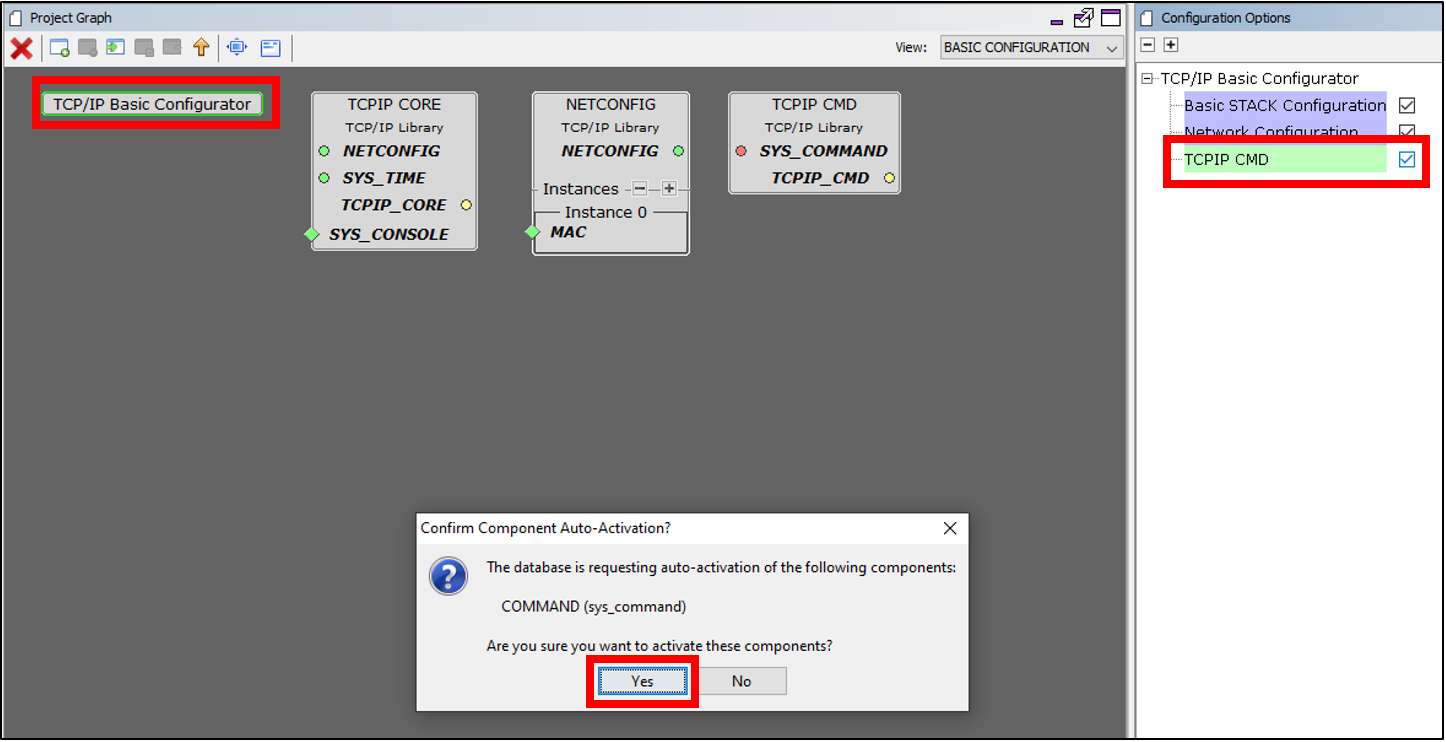 Project Graph
View: BASIC CONFIGURATION
TCP/IP Basic Configurator
TCPIP CORE
TCP/IP Library
NETCONFIG
SYS_TIME
TCPIP_CORE
SYS_CONSOLE
NETCONFIG
TCP/IP Library
NETCONFIG
Instances
Instance 0
MAC
TCPIP CMD
TCP/IP Library
SYS_COMMAND
TCPIP_CMD
Confirm Component Auto-Activation?
The database is requesting auto-activation of the following components:
COMMAND (sys_command)
Are you sure you want to activate these components?
Yes
No
Configuration Options
TCP/IP Basic Configurator
Basic STACK Configuration
Network Configuration
TCPIP CMD